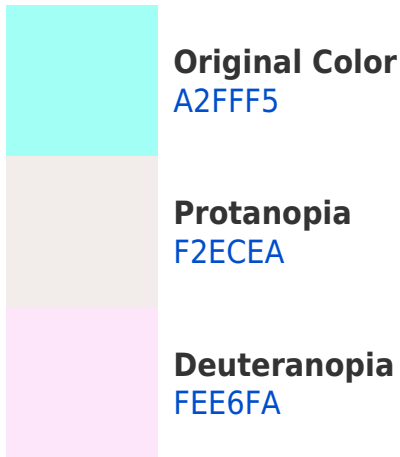 Original Color
A2FFF5
Protanopia
F2ECEA
Deuteranopia
FEE6FA